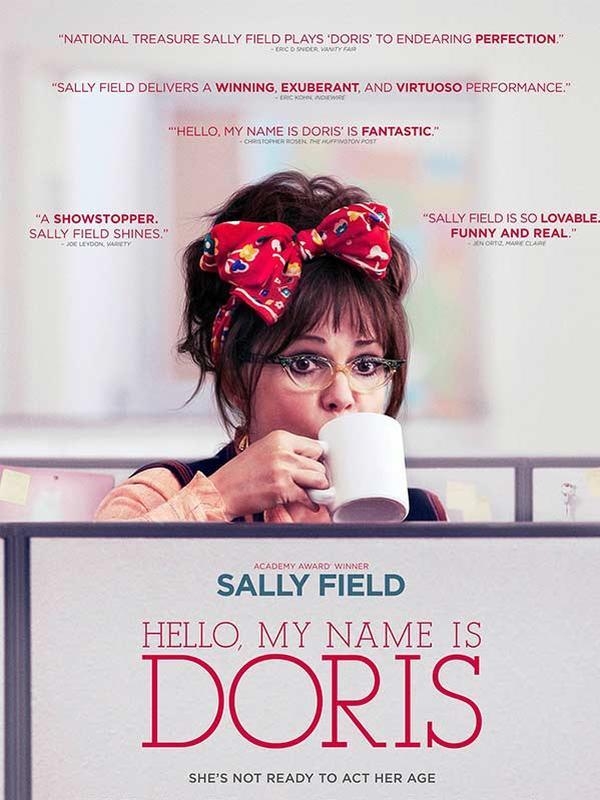 “NATIONAL TREASURE SALLY FIELD PLAYS ‘DORIS’ TO ENDEARING PERFECTION.”
– ERIC D SNIDER, VANITY FAIR
“SALLY FIELD DELIVERS A WINNING, EXUBERANT, AND VIRTUOSO PERFORMANCE.”
– ERIC KOHN, INDIEWIRE
“‘HELLO, MY NAME IS DORIS’ IS FANTASTIC.”
– CHRISTOPHER ROSEN, THE HUFFINGTON POST
“A SHOWSTOPPER.
SALLY FIELD SHINES.”
– JOE LEYDON, VARIETY
“SALLY FIELD IS SO LOVABLE.
FUNNY AND REAL.”
– JEN ORTIZ, MARIE CLAIRE
ACADEMY AWARD® WINNER
SALLY FIELD
HELLO, MY NAME IS
DORIS
SHE'S NOT READY TO ACT HER AGE